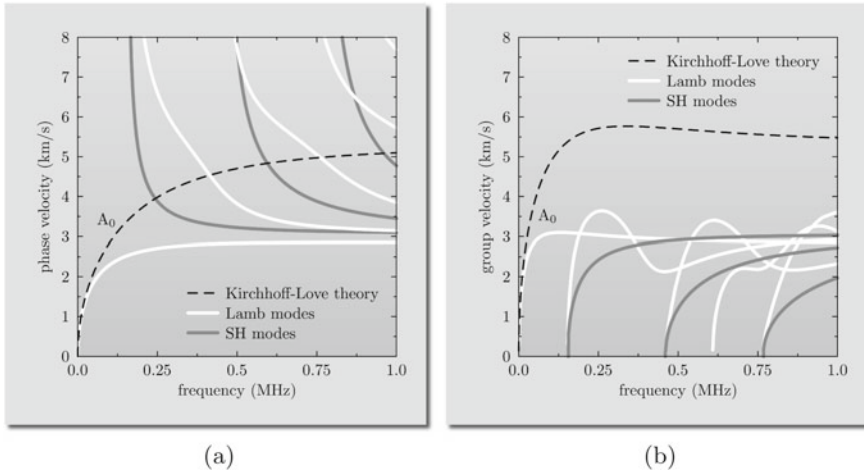 8
7
6
5
4
3
2
1
0
phase velocity (km/s)
A0
Kirchhoff-Love theory
Lamb modes
SH modes
0.0 0.25 0.50 0.75 1.0
frequency (MHz)
(a)
8
7
6
5
4
3
2
1
0
group velocity (km/s)
Kirchhoff-Love theory
Lamb modes
SH modes
A0
0.0 0.25 0.50 0.75 1.0
frequency (MHz)
(b)